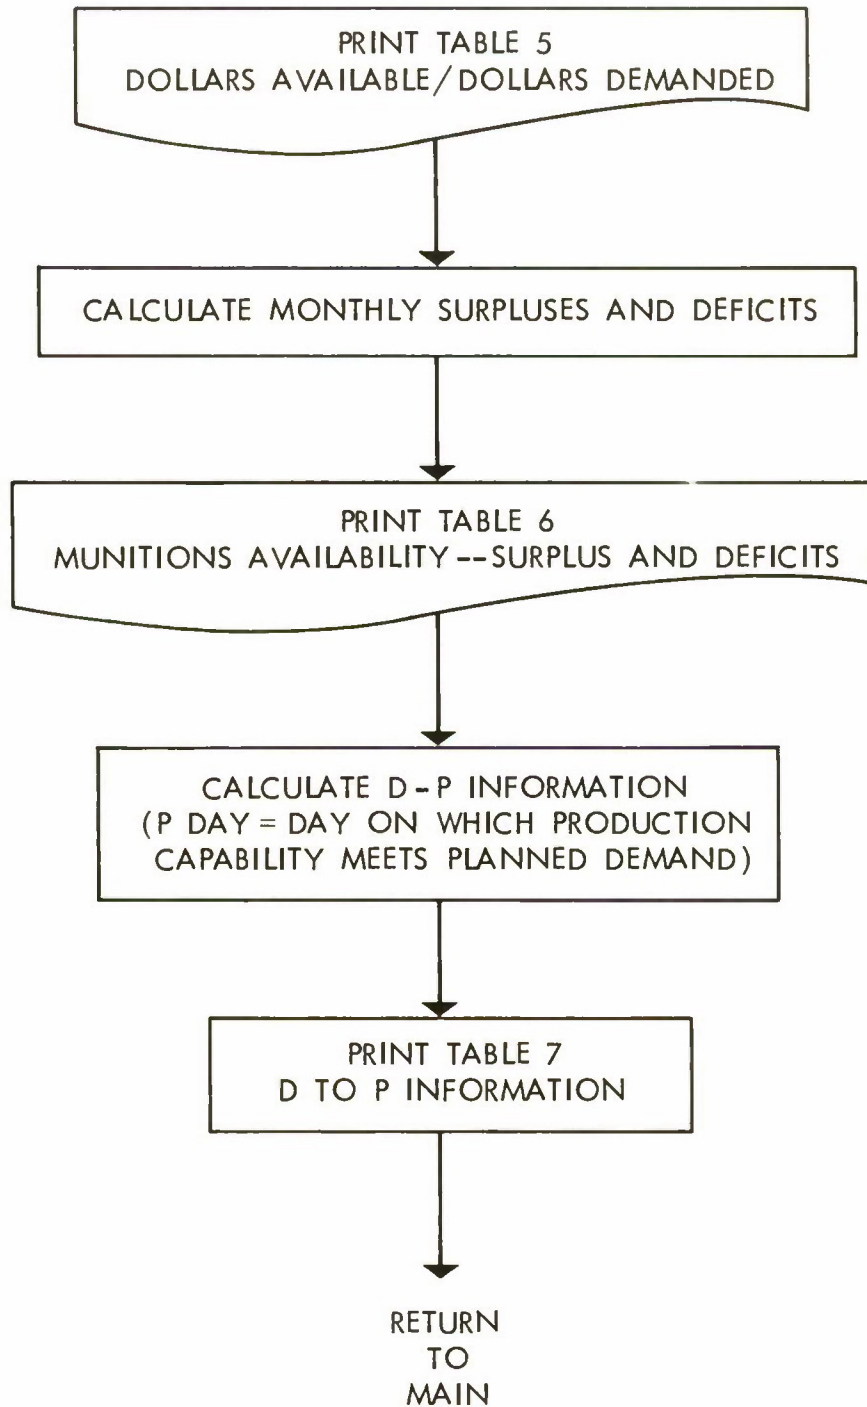 PRINT TABLE 5
DOLLARS AVAILABLE/DOLLARS DEMANDED
CALCULATE MONTHLY SURPLUSES AND DEFICITS
PRINT TABLE 6
MUNITIONS AVAILABILITY--SURPLUS AND DEFICITS
CALCULATE D-P INFORMATION
(P DAY = DAY ON WHICH PRODUCTION
CAPABILITY MEETS PLANNED DEMAND)
PRINT TABLE 7
D TO P INFORMATION
RETURN
TO
MAIN